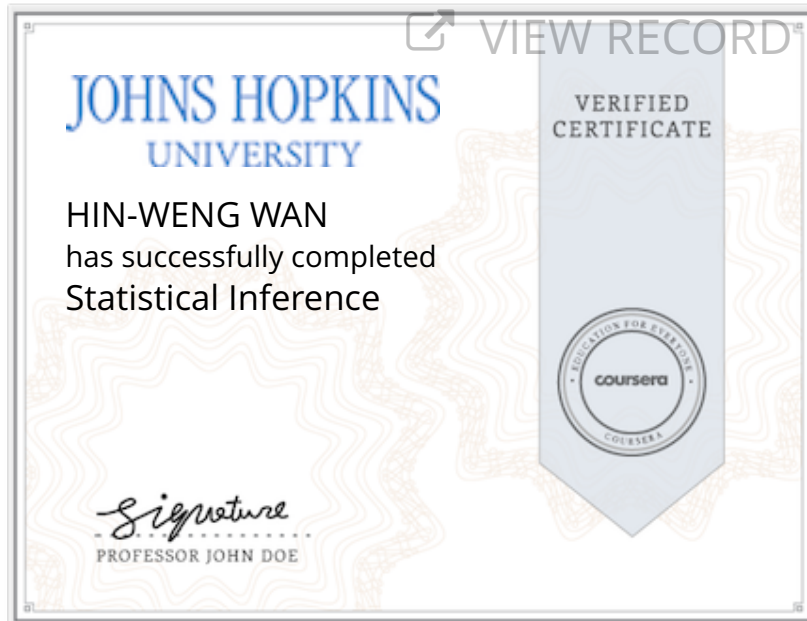 VIEW RECORD
JOHNS HOPKINS
UNIVERSITY
VERIFIED
CERTIFICATE
HIN-WENG WAN
has successfully completed
Statistical Inference
EDUCATION FOR EVERYONE
coursera
COURSERA
Signature
PROFESSOR JOHN DOE